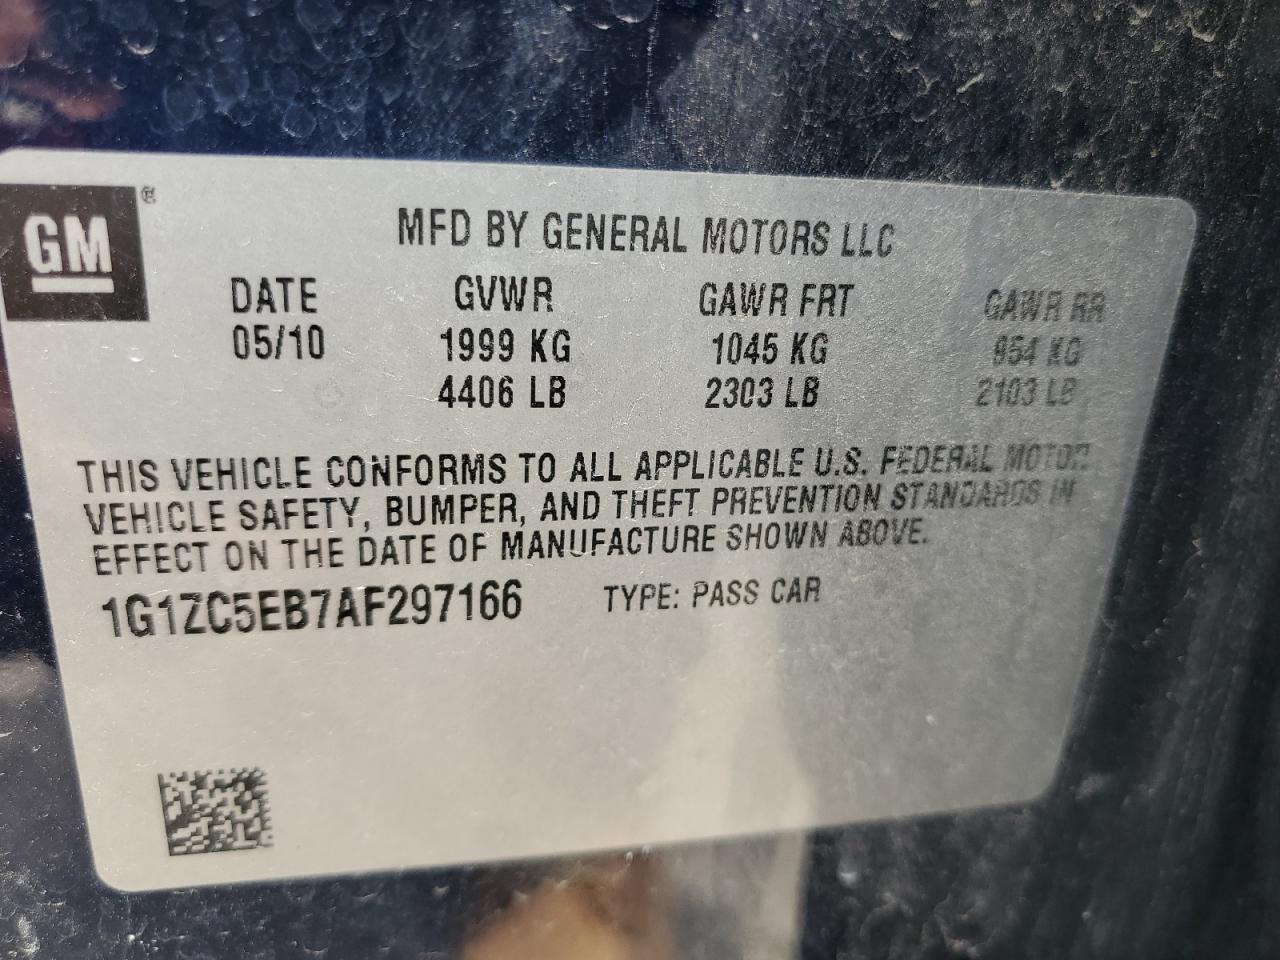 GM®
MFD BY GENERAL MOTORS LLC
DATE GVWR GAWR FRT GAWR RR
05/10 1999 KG 1045 KG 954 KG
4406 LB 2303 LB 2103 LB
THIS VEHICLE CONFORMS TO ALL APPLICABLE U.S. FEDERAL MOTOR
VEHICLE SAFETY, BUMPER, AND THEFT PREVENTION STANDARDS IN
EFFECT ON THE DATE OF MANUFACTURE SHOWN ABOVE.
1G1ZC5EB7AF297166 TYPE: PASS CAR